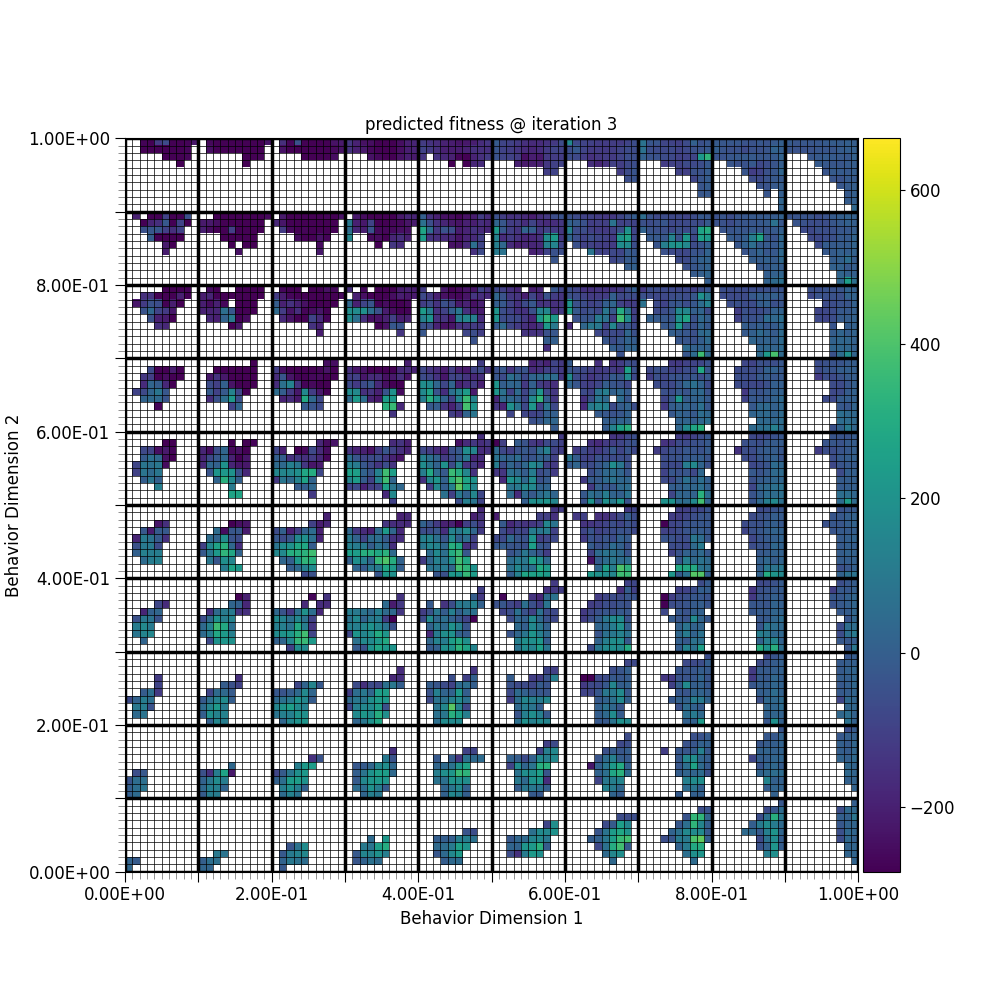 predicted fitness @ iteration 3
1.00E+00
8.00E-01
6.00E-01
4.00E-01
2.00E-01
0.00E+00
Behavior Dimension 2
0.00E+00 2.00E-01 4.00E-01 6.00E-01 8.00E-01 1.00E+00
Behavior Dimension 1
600
400
200
0
−200